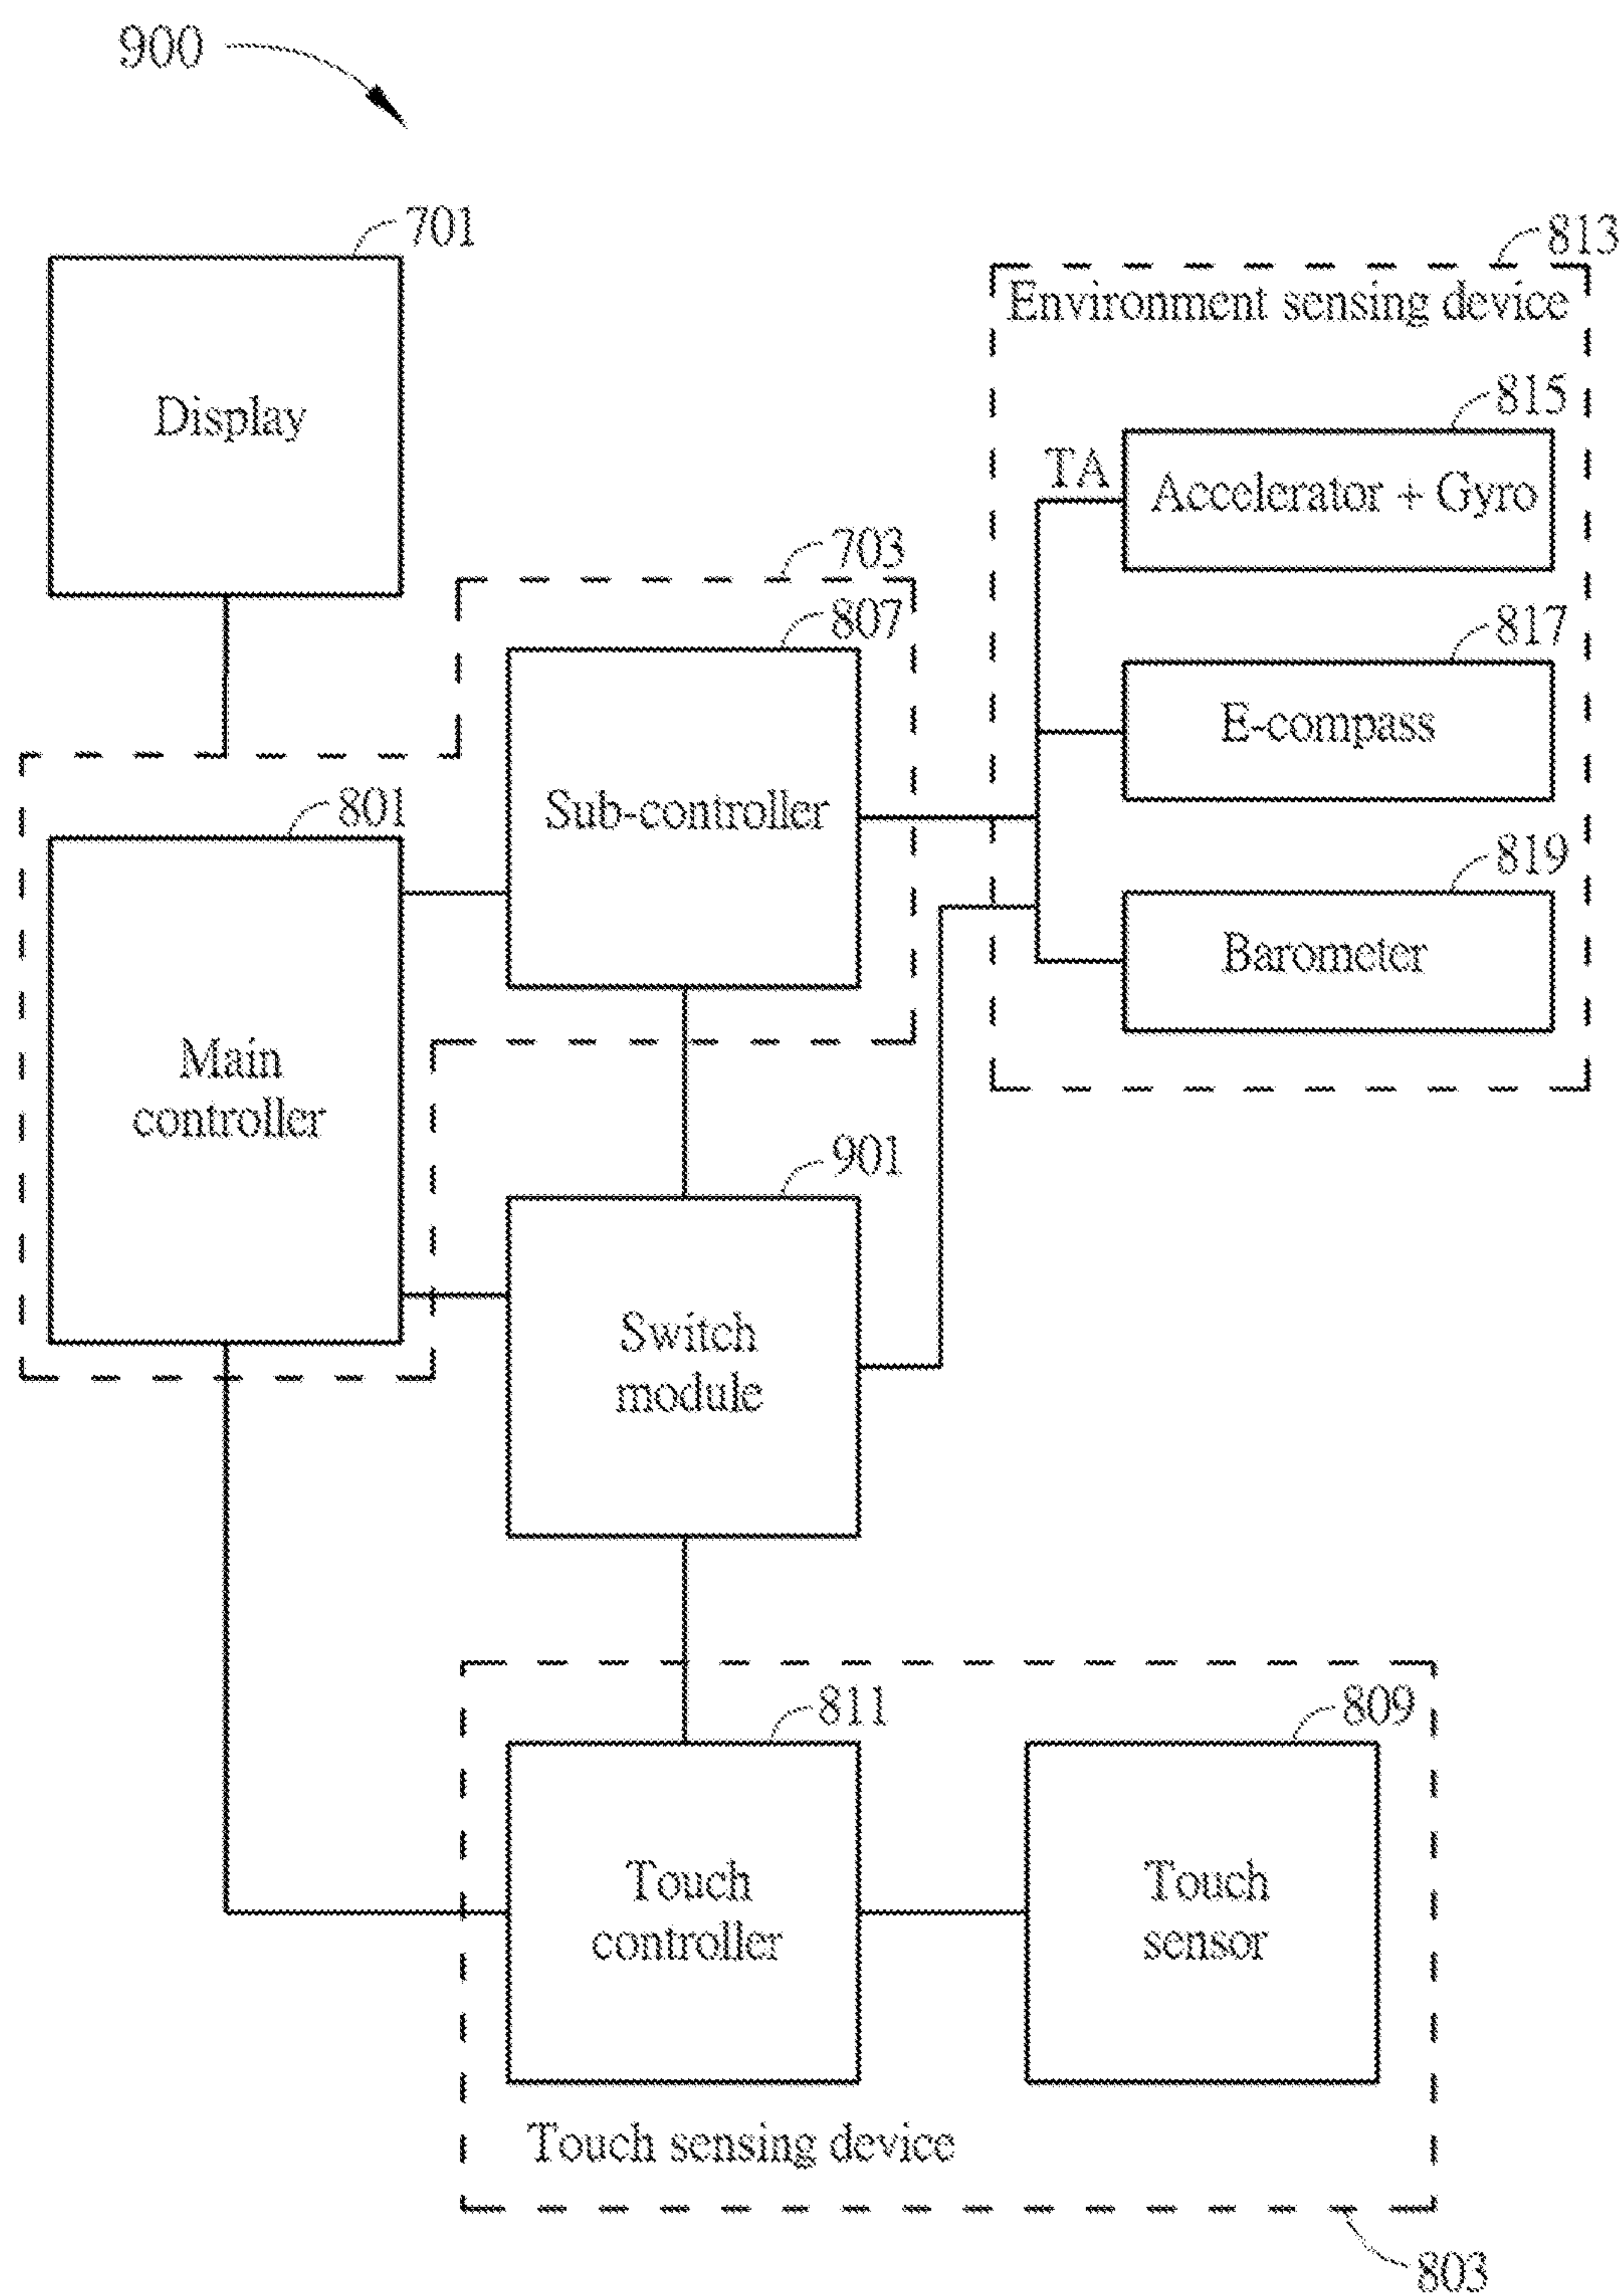 900
701
Display
813
Environment sensing device
815
TA
Accelerator + Gyro
703
807
Sub-controller
817
E-compass
801
Main
controller
819
Barometer
901
Switch
module
811
Touch
controller
809
Touch
sensor
Touch sensing device
803